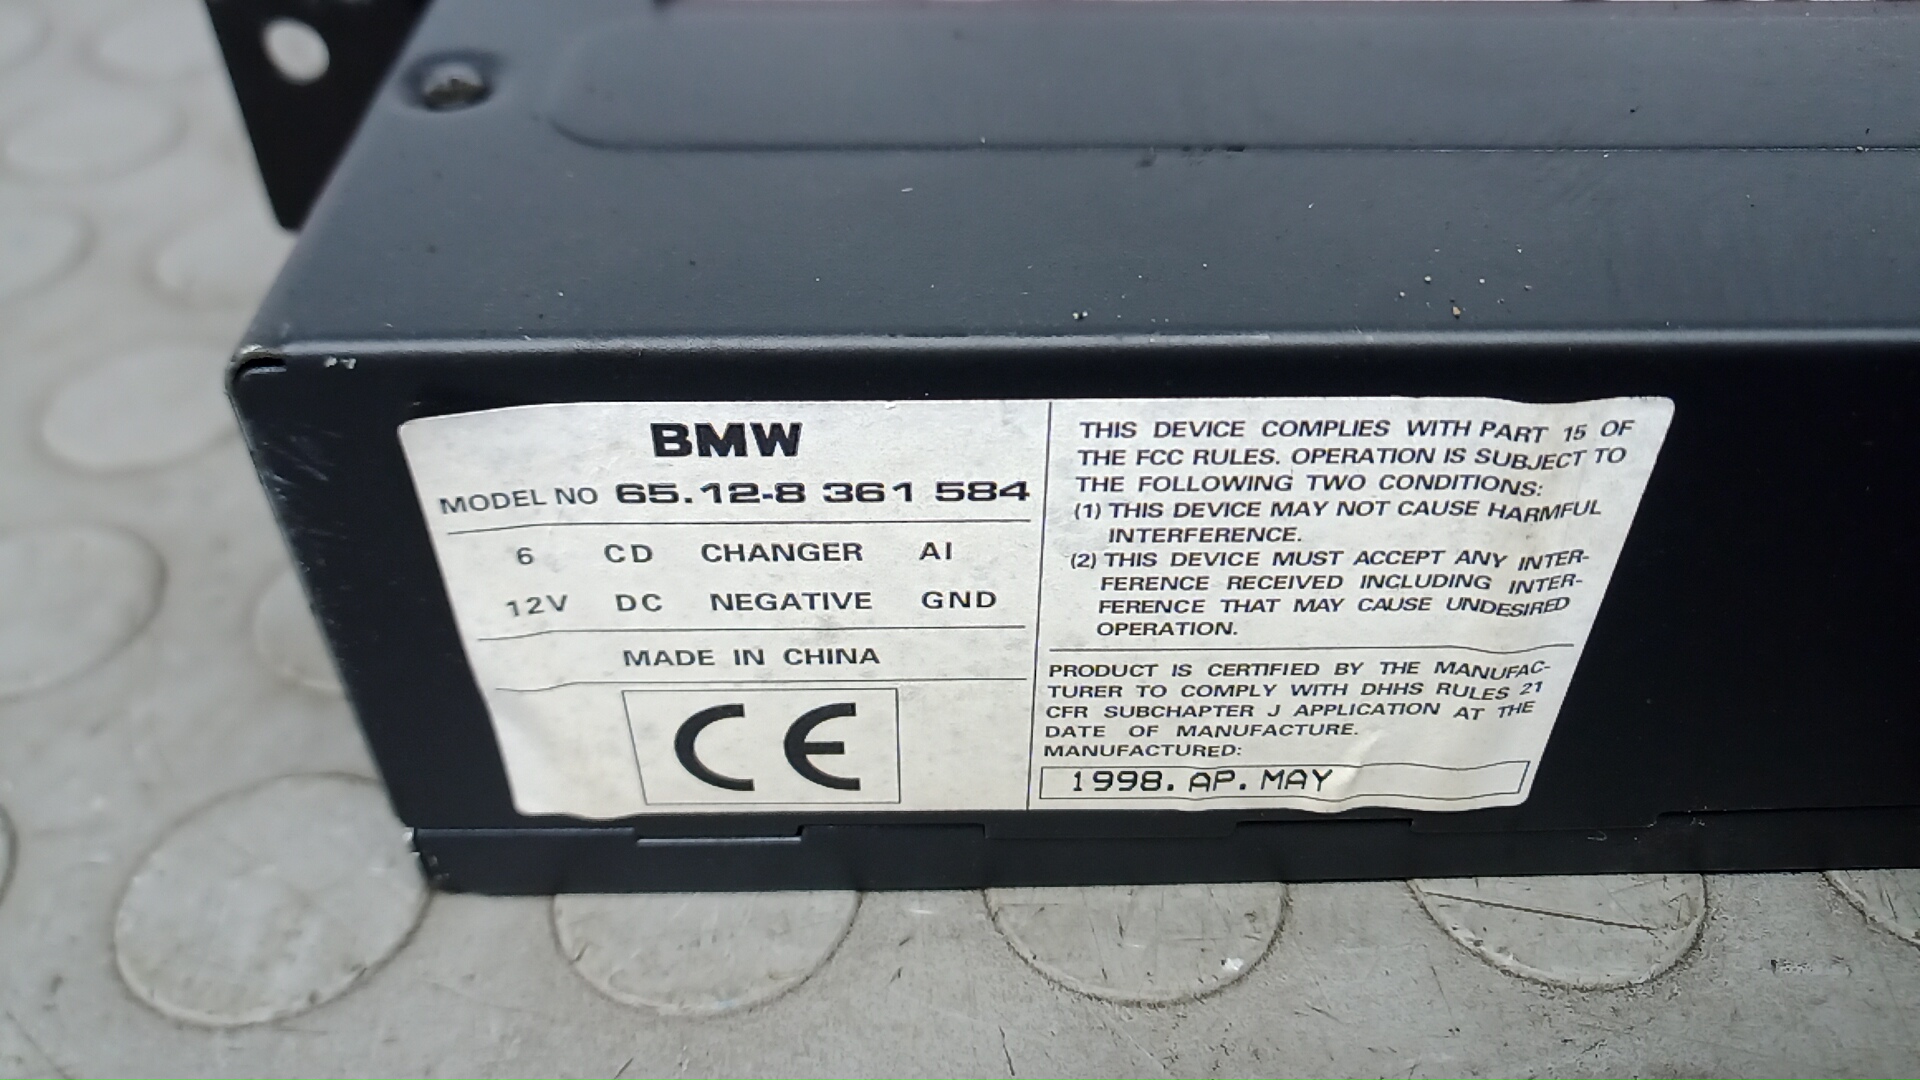 BMW
MODEL NO 65.12-8 361 584
6 CD CHANGER AI
12V DC NEGATIVE GND
MADE IN CHINA
CE
THIS DEVICE COMPLIES WITH PART 15 OF
THE FCC RULES. OPERATION IS SUBJECT TO
THE FOLLOWING TWO CONDITIONS:
(1) THIS DEVICE MAY NOT CAUSE HARMFUL
INTERFERENCE.
(2) THIS DEVICE MUST ACCEPT ANY INTER-
FERENCE RECEIVED INCLUDING INTER-
FERENCE THAT MAY CAUSE UNDESIRED
OPERATION.
PRODUCT IS CERTIFIED BY THE MANUFAC-
TURER TO COMPLY WITH DHHS RULES 21
CFR SUBCHAPTER J APPLICATION AT THE
DATE OF MANUFACTURE.
MANUFACTURED:
1998. AP. MAY